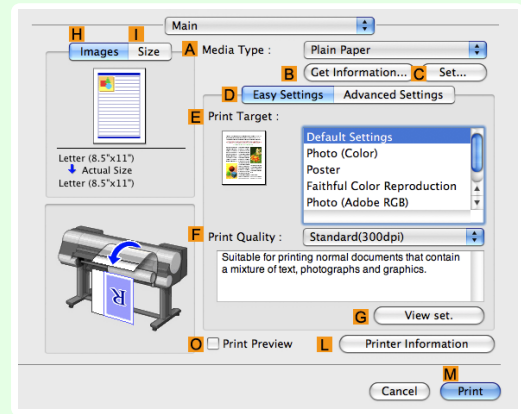 Main
H I
Images Size
A Media Type : Plain Paper
B Get Information... C Set...
D Easy Settings Advanced Settings
E Print Target :
Default Settings
Photo (Color)
Poster
Faithful Color Reproduction
Photo (Adobe RGB)
Letter (8.5"x11")
Actual Size
Letter (8.5"x11")
F Print Quality : Standard(300dpi)
Suitable for printing normal documents that contain
a mixture of text, photographs and graphics.
R
G View set.
O Print Preview L Printer Information
M
Cancel Print